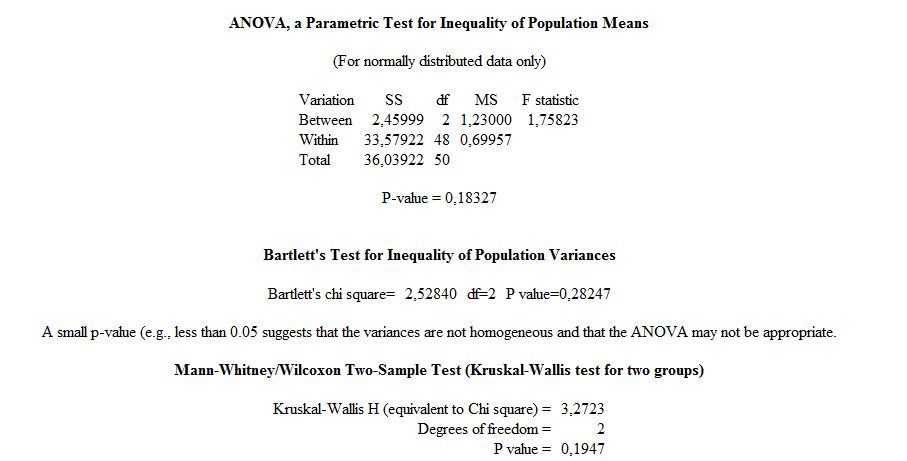 ANOVA, a Parametric Test for Inequality of Population Means
(For normally distributed data only)
Variation SS df MS F statistic
Between 2,45999 2 1,23000 1,75823
Within 33,57922 48 0,69957
Total 36,03922 50
P-value = 0,18327
Bartlett's Test for Inequality of Population Variances
Bartlett's chi square= 2,52840 df=2 P value=0,28247
A small p-value (e.g., less than 0.05 suggests that the variances are not homogeneous and that the ANOVA may not be appropriate.
Mann-Whitney/Wilcoxon Two-Sample Test (Kruskal-Wallis test for two groups)
Kruskal-Wallis H (equivalent to Chi square) = 3,2723
Degrees of freedom = 2
P value = 0,1947